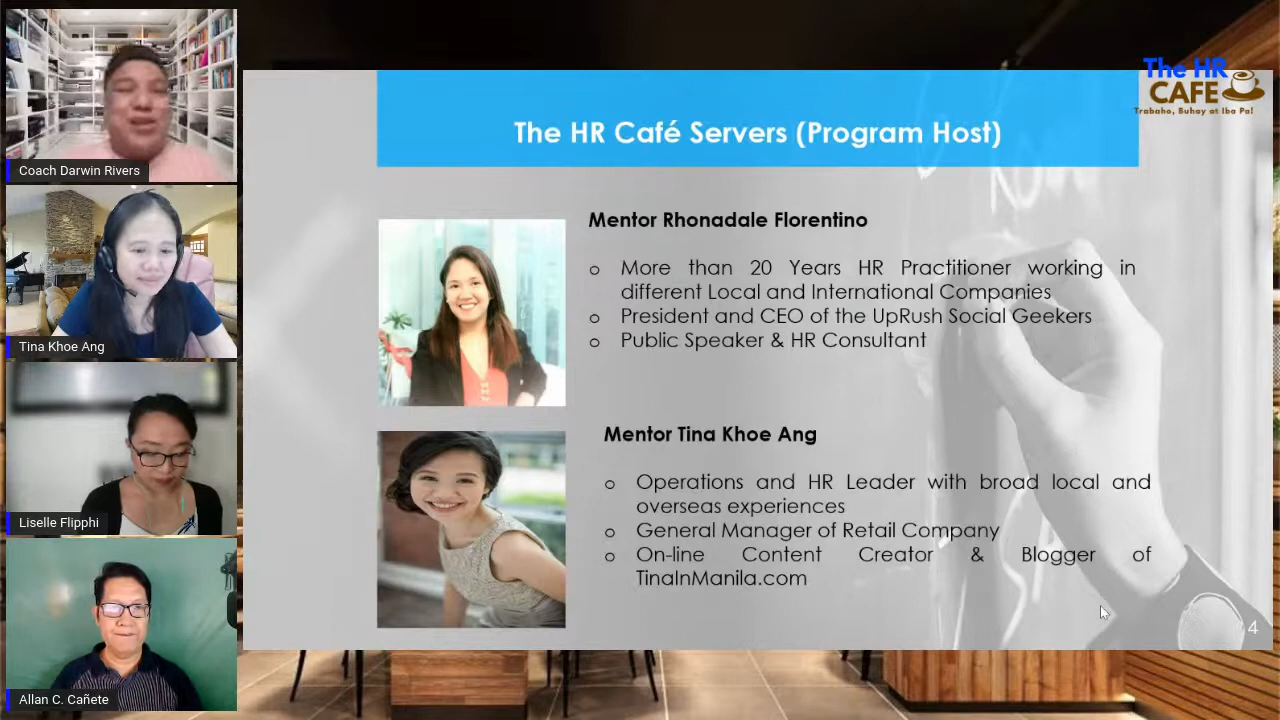 Coach Darwin Rivers
Tina Khoe Ang
Liselle Flipphi
Allan C. Cañete
The HR
CAFE
Trabaho, Buhay at Iba Pa!
The HR Café Servers (Program Host)
Mentor Rhonadale Florentino
o More than 20 Years HR Practitioner working in
different Local and International Companies
o President and CEO of the UpRush Social Geekers
o Public Speaker & HR Consultant
Mentor Tina Khoe Ang
o Operations and HR Leader with broad local and
overseas experiences
o General Manager of Retail Company
o On-line Content Creator & Blogger of
TinaInManila.com
4